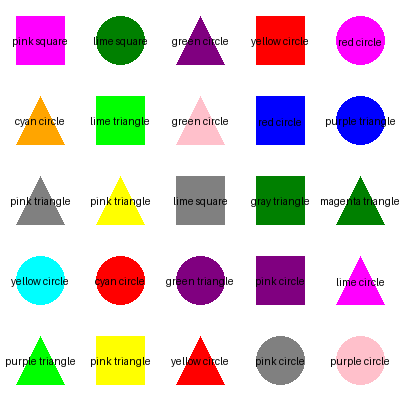 pink square lime square green circle yellow circle red circle
cyan circle lime triangle green circle red circle purple triangle
pink triangle pink triangle lime square gray triangle magenta triangle
yellow circle cyan circle green triangle pink circle lime circle
purple triangle pink triangle yellow circle pink circle purple circle